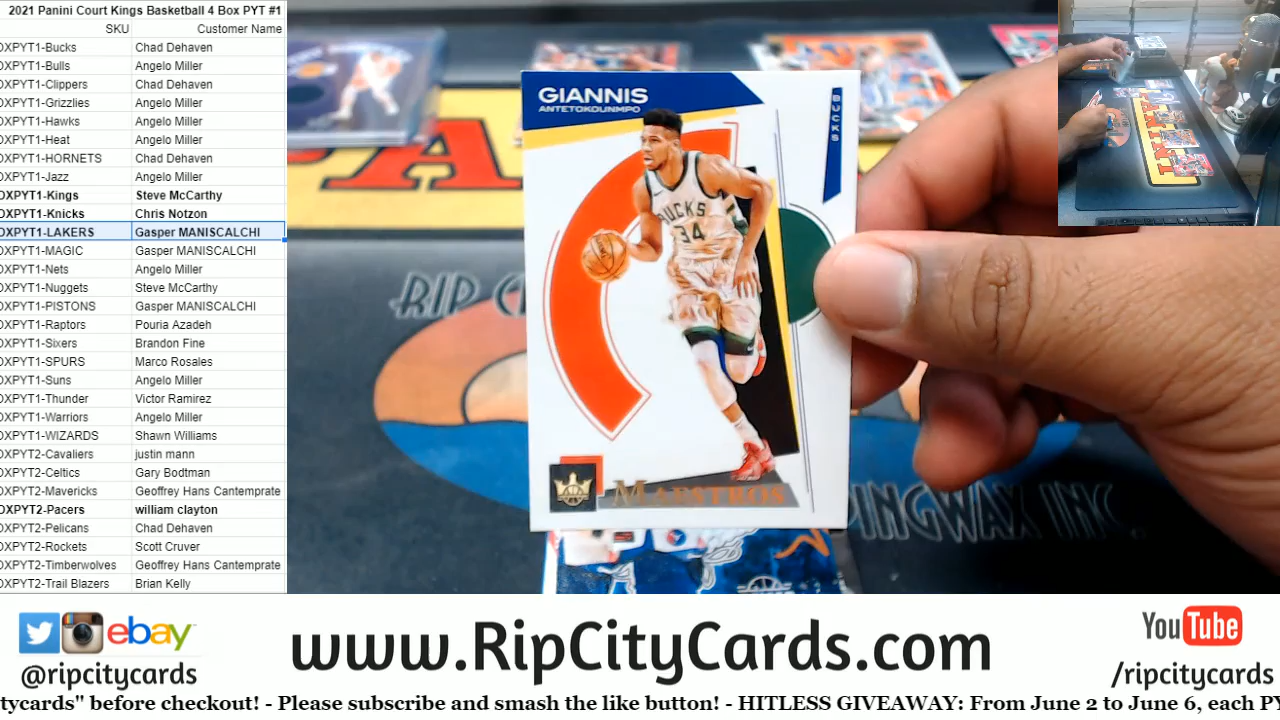 2021 Panini Court Kings Basketball 4 Box PYT #1
SKU Customer Name
OXPYT1-Bucks Chad Dehaven
OXPYT1-Bulls Angelo Miller
OXPYT1-Clippers Chad Dehaven
OXPYT1-Grizzlies Angelo Miller
OXPYT1-Hawks Angelo Miller
OXPYT1-Heat Angelo Miller
OXPYT1-HORNETS Chad Dehaven
OXPYT1-Jazz Angelo Miller
OXPYT1-Kings Steve McCarthy
OXPYT1-Knicks Chris Notzon
OXPYT1-LAKERS Gasper MANISCALCHI
OXPYT1-MAGIC Gasper MANISCALCHI
OXPYT1-Nets Angelo Miller
OXPYT1-Nuggets Steve McCarthy
OXPYT1-PISTONS Gasper MANISCALCHI
OXPYT1-Raptors Pouria Azadeh
OXPYT1-Sixers Brandon Fine
OXPYT1-SPURS Marco Rosales
OXPYT1-Suns Angelo Miller
OXPYT1-Thunder Victor Ramirez
OXPYT1-Warriors Angelo Miller
OXPYT1-WIZARDS Shawn Williams
OXPYT2-Cavaliers justin mann
OXPYT2-Celtics Gary Bodtman
OXPYT2-Mavericks Geoffrey Hans Cantemprate
OXPYT2-Pacers william clayton
OXPYT2-Pelicans Chad Dehaven
OXPYT2-Rockets Scott Cruver
OXPYT2-Timberwolves Geoffrey Hans Cantemprate
OXPYT2-Trail Blazers Brian Kelly
GIANNIS
ANTETOKOUNMPO
BUCKS
BUCKS
34
MAESTROS
RIP C
PINGWAX INC.
PANINI
ebay
@ripcitycards
www.RipCityCards.com
YouTube
/ripcitycards
tycards" before checkout! - Please subscribe and smash the like button! - HITLESS GIVEAWAY: From June 2 to June 6, each PY